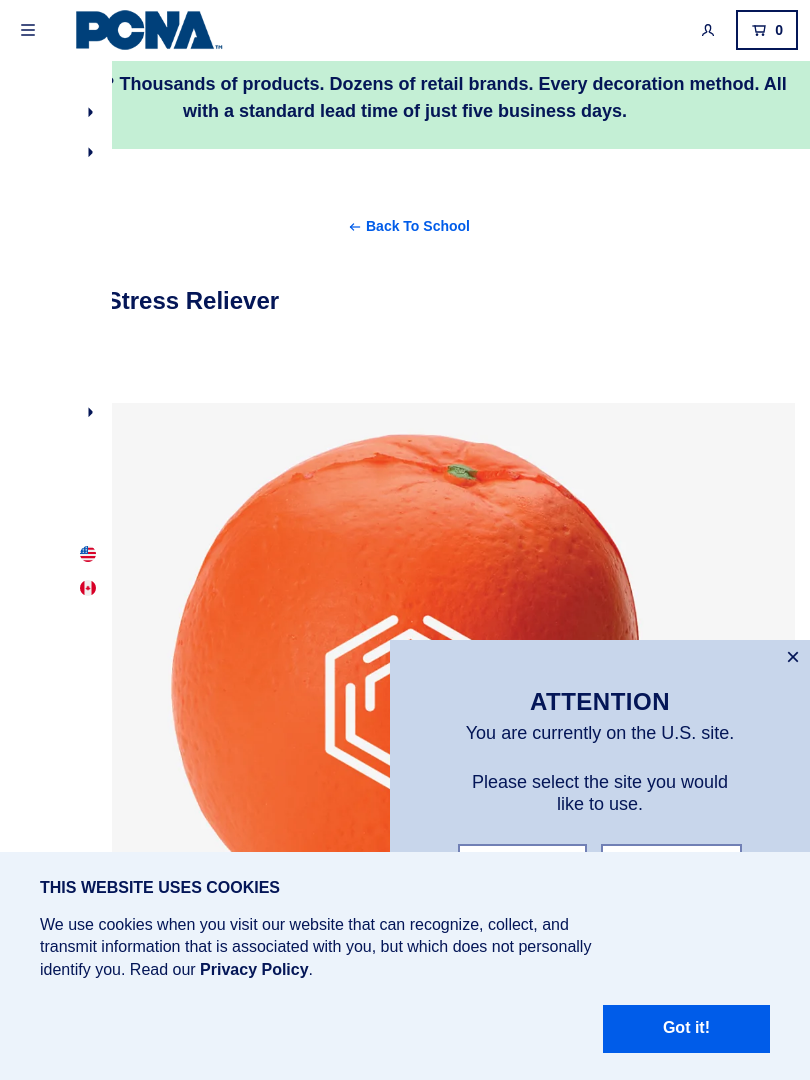 PCNA™
0
? Thousands of products. Dozens of retail brands. Every decoration method. All
with a standard lead time of just five business days.
Back To School
Stress Reliever
ATTENTION
You are currently on the U.S. site.
Please select the site you would
like to use.
THIS WEBSITE USES COOKIES
We use cookies when you visit our website that can recognize, collect, and
transmit information that is associated with you, but which does not personally
identify you. Read our Privacy Policy.
Got it!